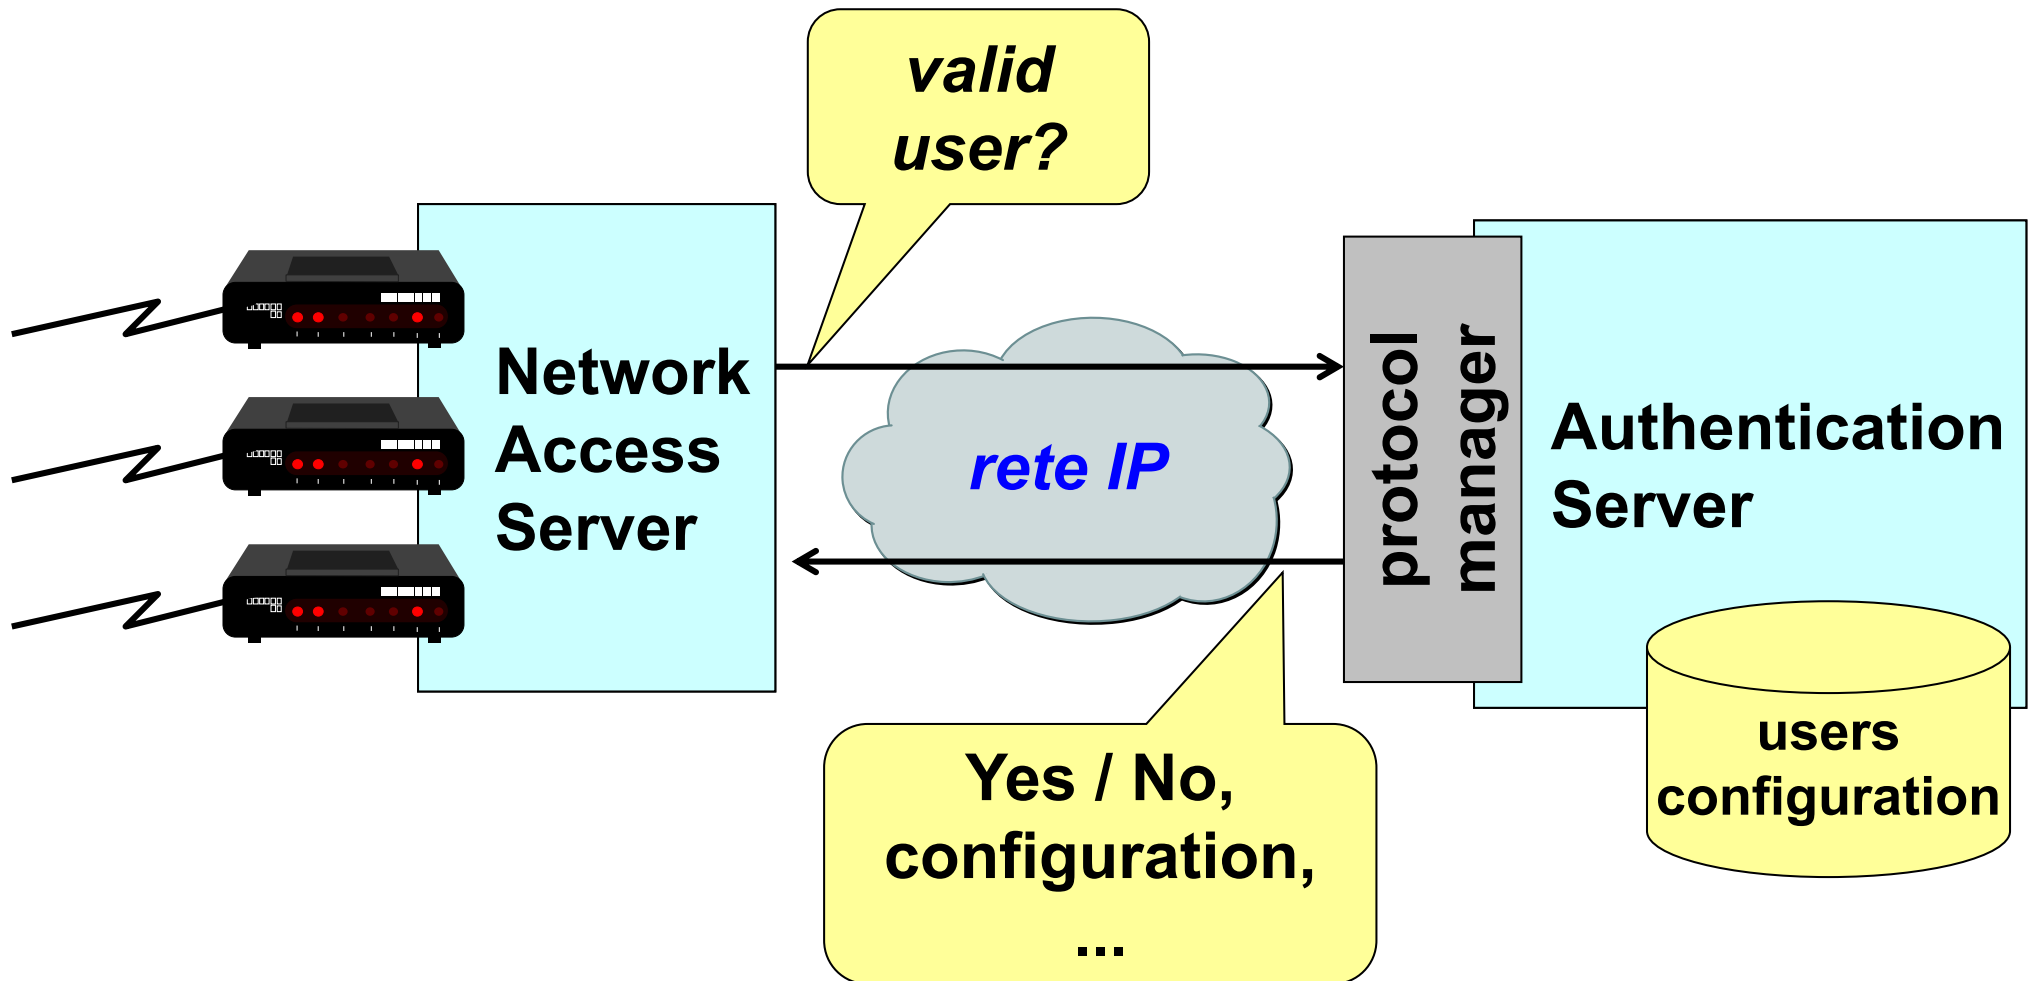 valid
user?
Network
Access
Server
rete IP
protocol
manager
Authentication
Server
users
configuration
Yes / No,
configuration,
...